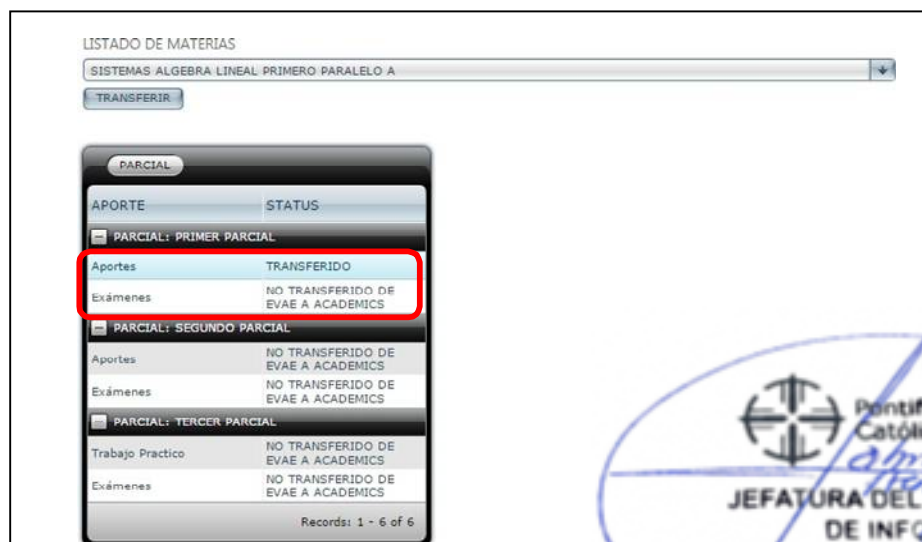 LISTADO DE MATERIAS
SISTEMAS ALGEBRA LINEAL PRIMERO PARALELO A
TRANSFERIR
PARCIAL
APORTE STATUS
PARCIAL: PRIMER PARCIAL
Aportes TRANSFERIDO
Exámenes NO TRANSFERIDO DE
EVAE A ACADEMICS
PARCIAL: SEGUNDO PARCIAL
Aportes NO TRANSFERIDO DE
EVAE A ACADEMICS
Exámenes NO TRANSFERIDO DE
EVAE A ACADEMICS
PARCIAL: TERCER PARCIAL
Trabajo Practico NO TRANSFERIDO DE
EVAE A ACADEMICS
Exámenes NO TRANSFERIDO DE
EVAE A ACADEMICS
Records: 1 - 6 of 6
JEFATURA DEL
DE